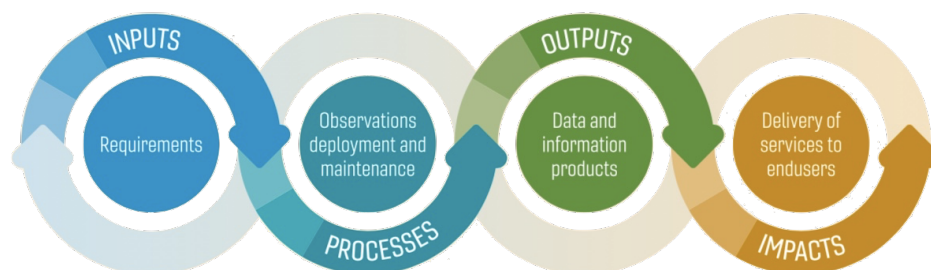 INPUTS
Requirements
Observations
deployment and
maintenance
PROCESSES
OUTPUTS
Data and
information
products
Delivery of
services to
endusers
IMPACTS